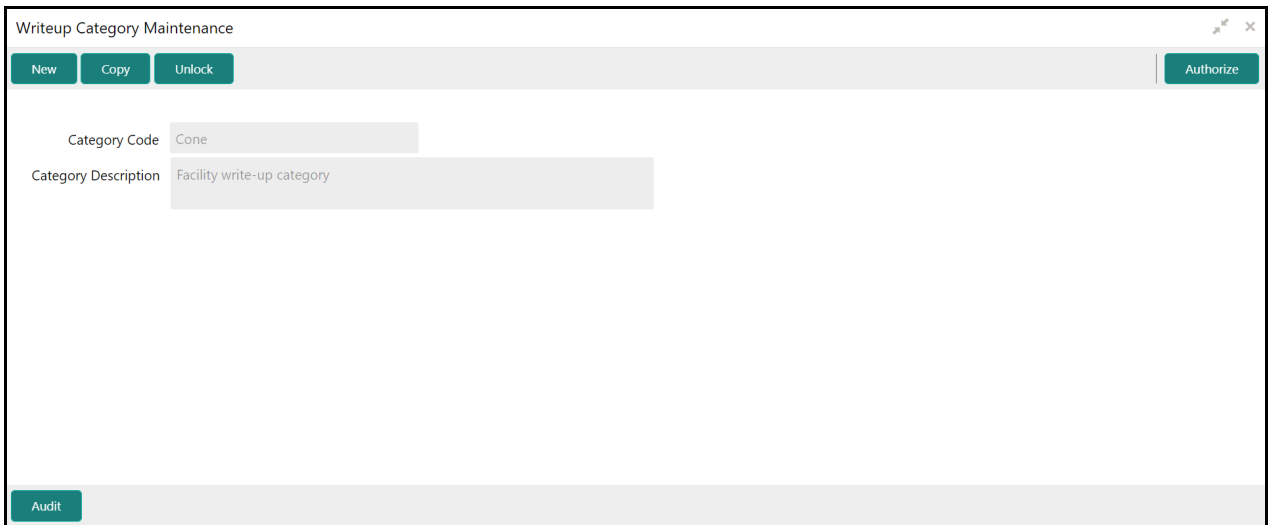 Writeup Category Maintenance
New Copy Unlock Authorize
Category Code Cone
Category Description Facility write-up category
Audit